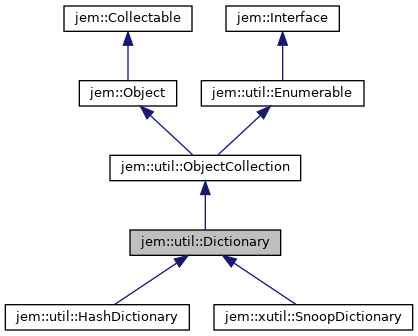 jem::Collectable
jem::Interface
jem::Object
jem::util::Enumerable
jem::util::ObjectCollection
jem::util::Dictionary
jem::util::HashDictionary
jem::xutil::SnoopDictionary